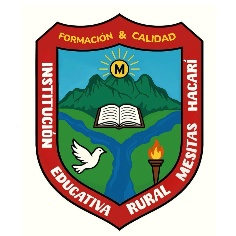 FORMACIÓN & CALIDAD
M
INSTITUCIÓN EDUCATIVA RURAL MESITAS HACARÍ